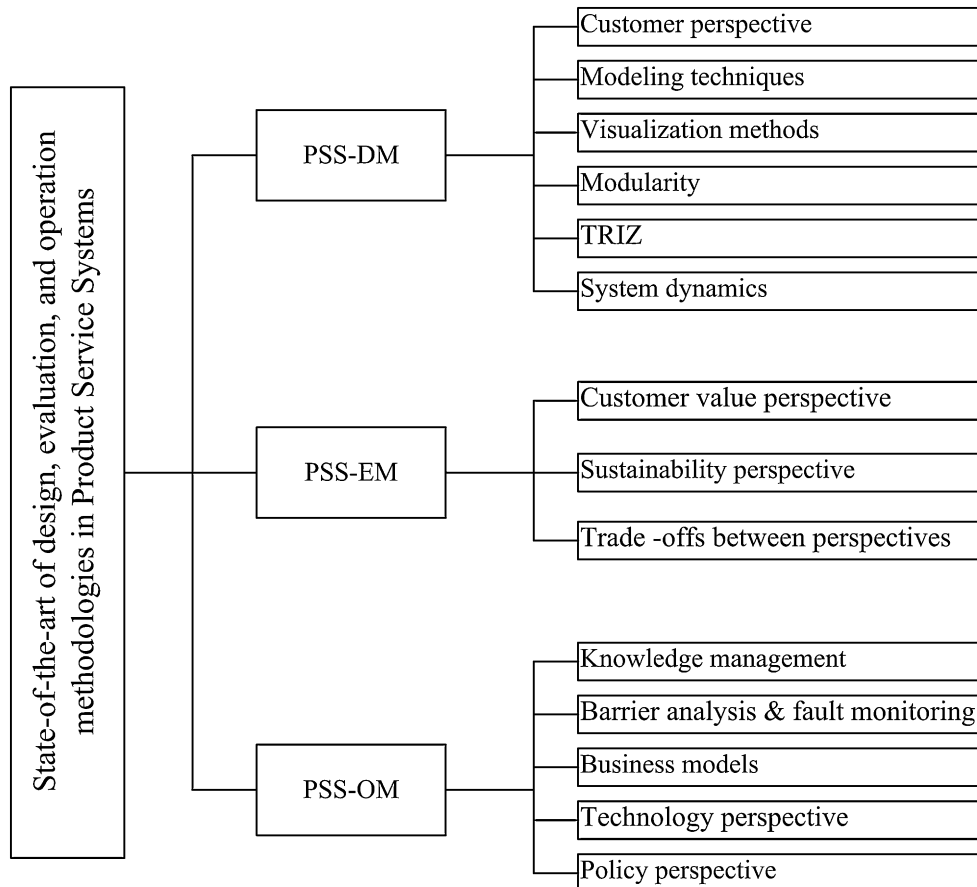 State-of-the-art of design, evaluation, and operation
methodologies in Product Service Systems
PSS-DM
Customer perspective
Modeling techniques
Visualization methods
Modularity
TRIZ
System dynamics
PSS-EM
Customer value perspective
Sustainability perspective
Trade -offs between perspectives
PSS-OM
Knowledge management
Barrier analysis & fault monitoring
Business models
Technology perspective
Policy perspective